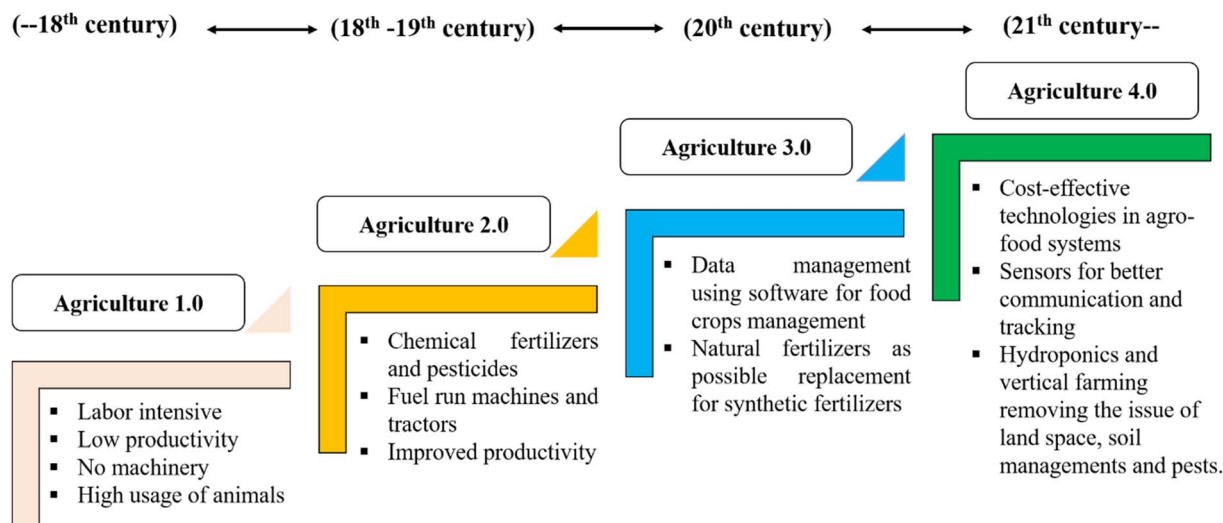 (--18th century)
(18th -19th century)
(20th century)
(21th century--
Agriculture 1.0
▪ Labor intensive
▪ Low productivity
▪ No machinery
▪ High usage of animals
Agriculture 2.0
▪ Chemical fertilizers
and pesticides
▪ Fuel run machines and
tractors
▪ Improved productivity
Agriculture 3.0
▪ Data management
using software for food
crops management
▪ Natural fertilizers as
possible replacement
for synthetic fertilizers
Agriculture 4.0
▪ Cost-effective
technologies in agro-
food systems
▪ Sensors for better
communication and
tracking
▪ Hydroponics and
vertical farming
removing the issue of
land space, soil
managements and pests.